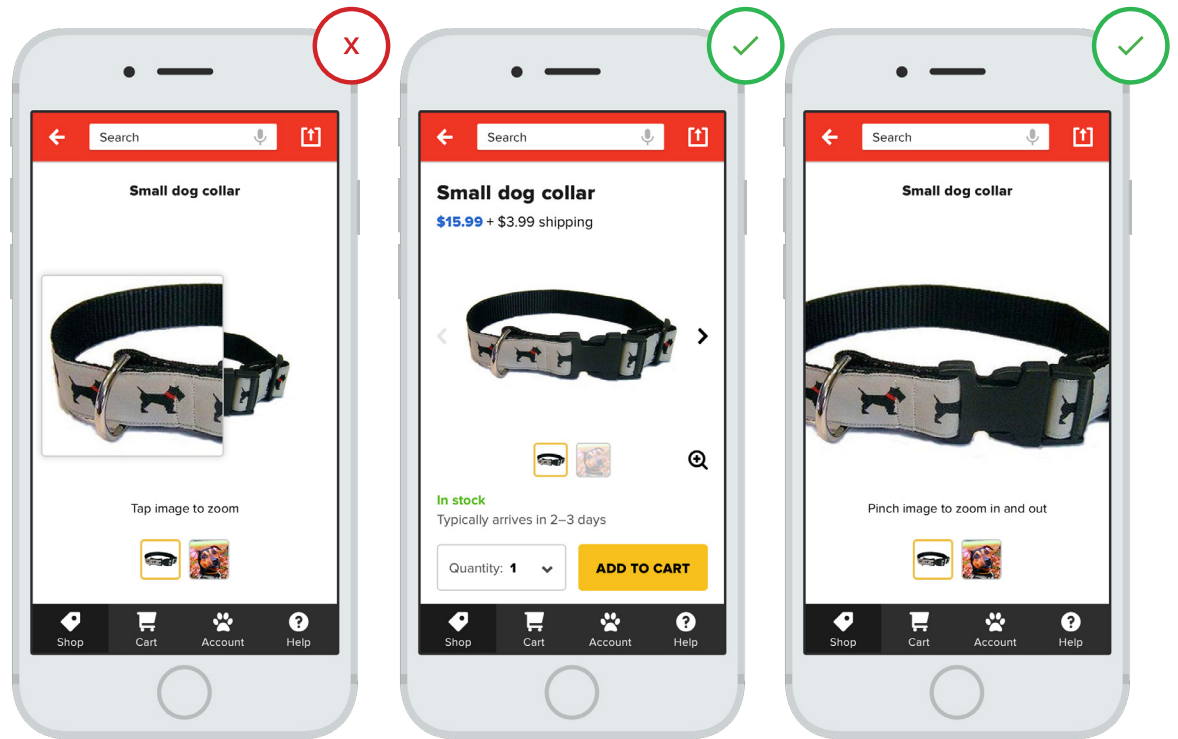 X
Search
Small dog collar
Tap image to zoom
Shop Cart Account Help
Search
Small dog collar
$15.99 + $3.99 shipping
In stock
Typically arrives in 2–3 days
Quantity: 1 ADD TO CART
Shop Cart Account Help
Search
Small dog collar
Pinch image to zoom in and out
Shop Cart Account Help